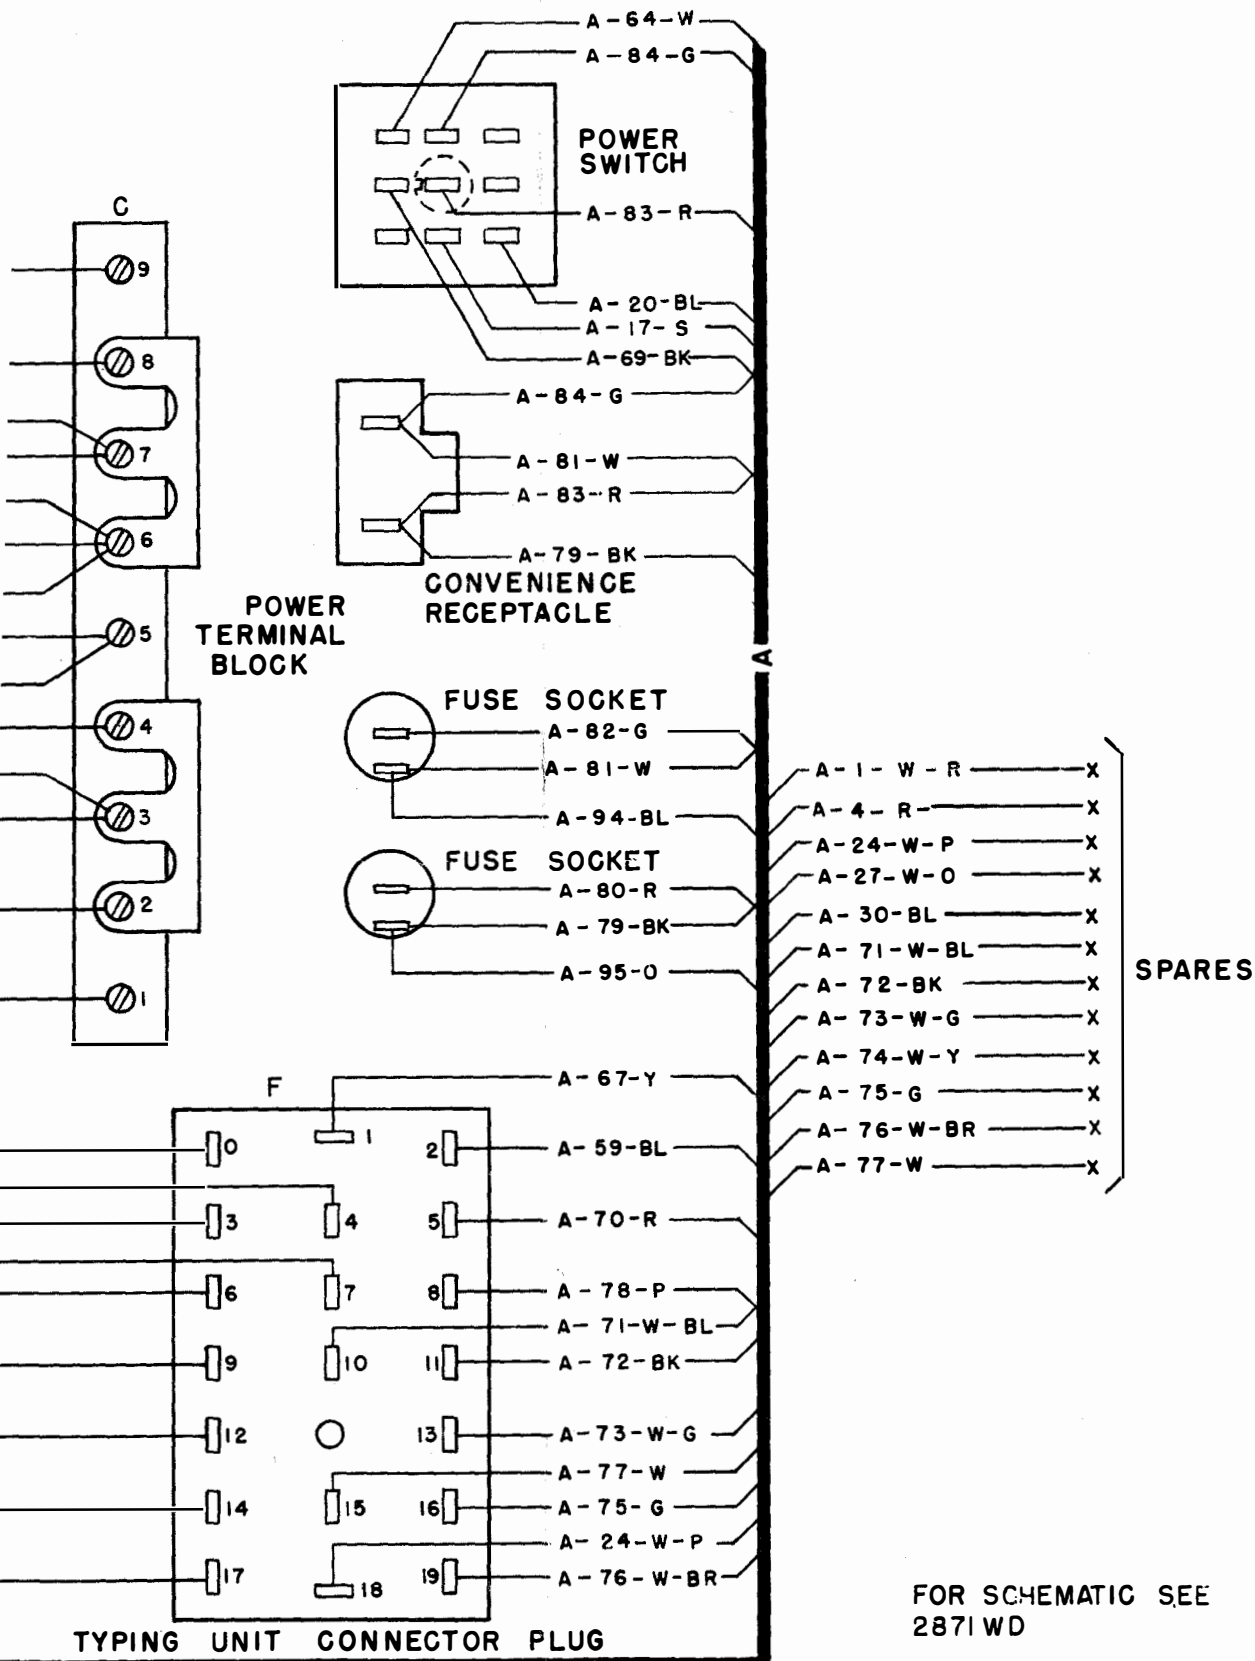 A-64-W
A-84-G
POWER
SWITCH
A-83-R
C
9
A-20-BL
A-17-S
8
A-69-BK
A-84-G
7
A-81-W
A-83-R
6
A-79-BK
CONVENIENCE
RECEPTACLE
POWER
TERMINAL
BLOCK
5
A
FUSE SOCKET
4
A-82-G
A-81-W
A-1-W-R X
A-4-R- X
3
A-94-BL
A-24-W-P X
FUSE SOCKET
A-27-W-O X
A-80-R
2
A-30-BL X
A-79-BK
A-71-W-BL X
SPARES
A-95-O
A-72-BK X
1
A-73-W-G X
A-74-W-Y X
A-67-Y
F
A-75-G X
A-76-W-BR X
0 1 2
A-59-BL
A-77-W X
3 4 5
A-70-R
6 7 8
A-78-P
A-71-W-BL
9 10 11
A-72-BK
12 13
A-73-W-G
A-77-W
14 15 16
A-75-G
A-24-W-P
17 18 19
A-76-W-BR
FOR SCHEMATIC SEE
2871WD
TYPING UNIT CONNECTOR PLUG